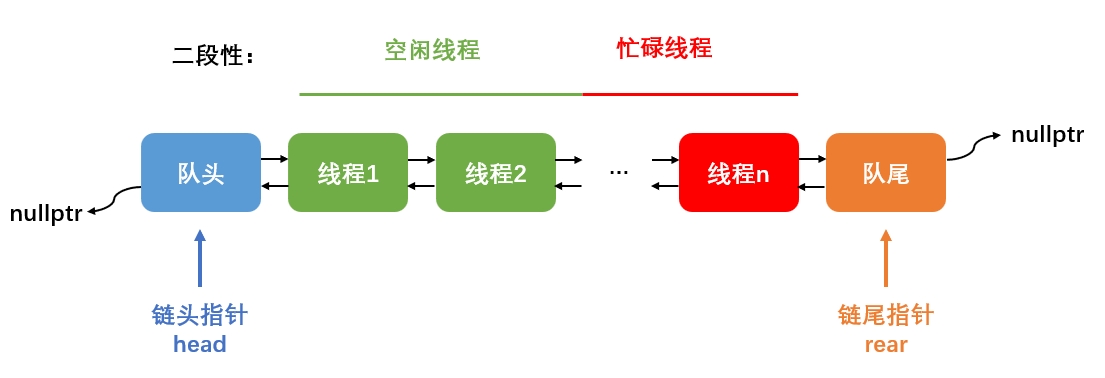 二段性：
空闲线程
忙碌线程
队头
线程1
线程2
...
线程n
队尾
nullptr
nullptr
链头指针
head
链尾指针
rear